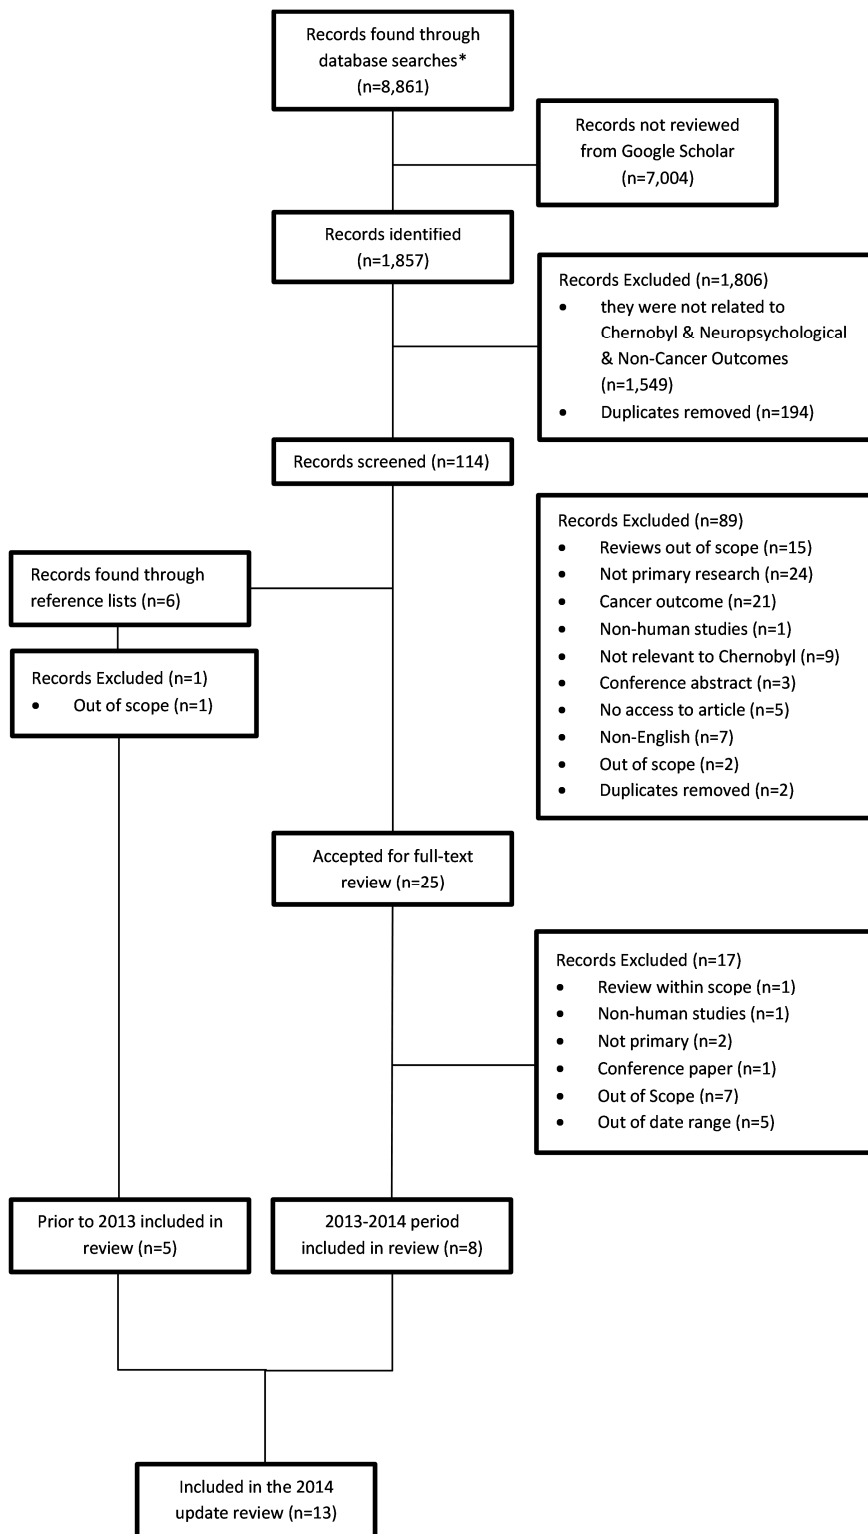 Records found through
database searches*
(n=8,861)
Records not reviewed
from Google Scholar
(n=7,004)
Records identified
(n=1,857)
Records Excluded (n=1,806)
• they were not related to
Chernobyl & Neuropsychological
& Non-Cancer Outcomes
(n=1,549)
• Duplicates removed (n=194)
Records screened (n=114)
Records Excluded (n=89)
• Reviews out of scope (n=15)
• Not primary research (n=24)
• Cancer outcome (n=21)
• Non-human studies (n=1)
• Not relevant to Chernobyl (n=9)
• Conference abstract (n=3)
• No access to article (n=5)
• Non-English (n=7)
• Out of scope (n=2)
• Duplicates removed (n=2)
Records found through
reference lists (n=6)
Records Excluded (n=1)
• Out of scope (n=1)
Accepted for full-text
review (n=25)
Records Excluded (n=17)
• Review within scope (n=1)
• Non-human studies (n=1)
• Not primary (n=2)
• Conference paper (n=1)
• Out of Scope (n=7)
• Out of date range (n=5)
Prior to 2013 included in
review (n=5)
2013-2014 period
included in review (n=8)
Included in the 2014
update review (n=13)